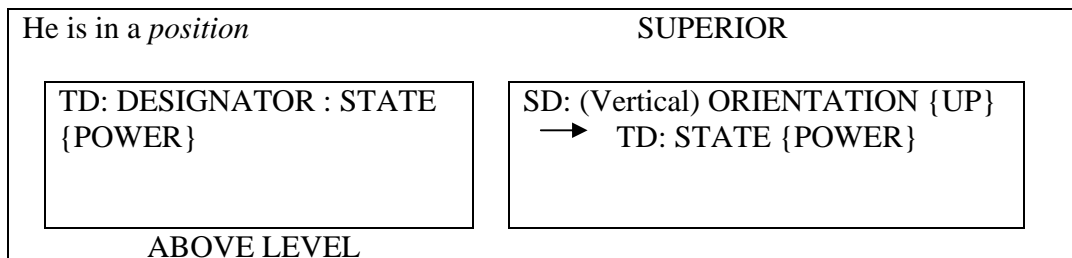 He is in a position SUPERIOR
TD: DESIGNATOR : STATE
{POWER}
SD: (Vertical) ORIENTATION {UP}
→ TD: STATE {POWER}
ABOVE LEVEL